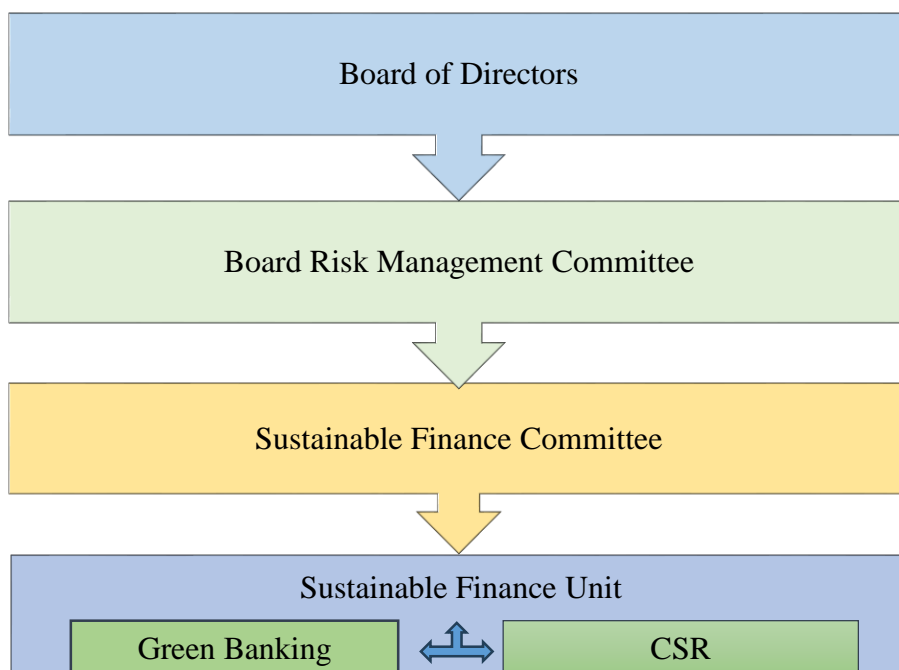 Board of Directors
Board Risk Management Committee
Sustainable Finance Committee
Sustainable Finance Unit
Green Banking
CSR